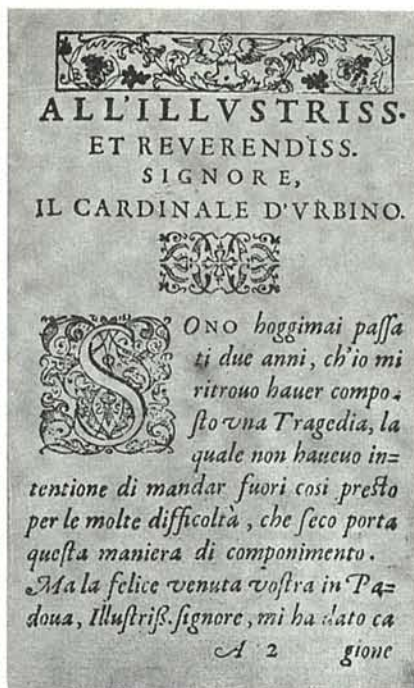 ALL'ILLVSTRISS.
ET REVERENDISS.
SIGNORE,
IL CARDINALE D'VRBINO.
SONO hoggimai paſſa
ti due anni, ch'io mi
ritrouo hauer compo-
ſto vna Tragedia, la
quale non haueuo in=
tentione di mandar fuori cosi preſto
per le molte difficoltà, che ſeco porta
queſta maniera di componimento.
Ma la felice venuta voſtra in Pa=
doua, Illuſtriß. ſignore, mi ha dato ca
A 2 gione